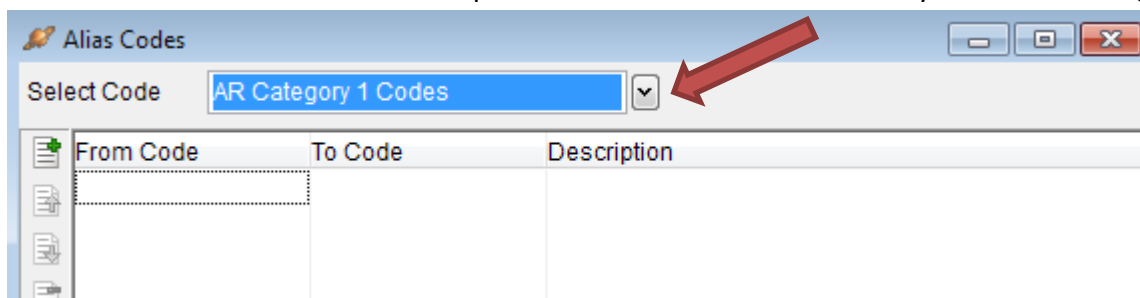 Alias Codes
Select Code AR Category 1 Codes
From Code To Code Description